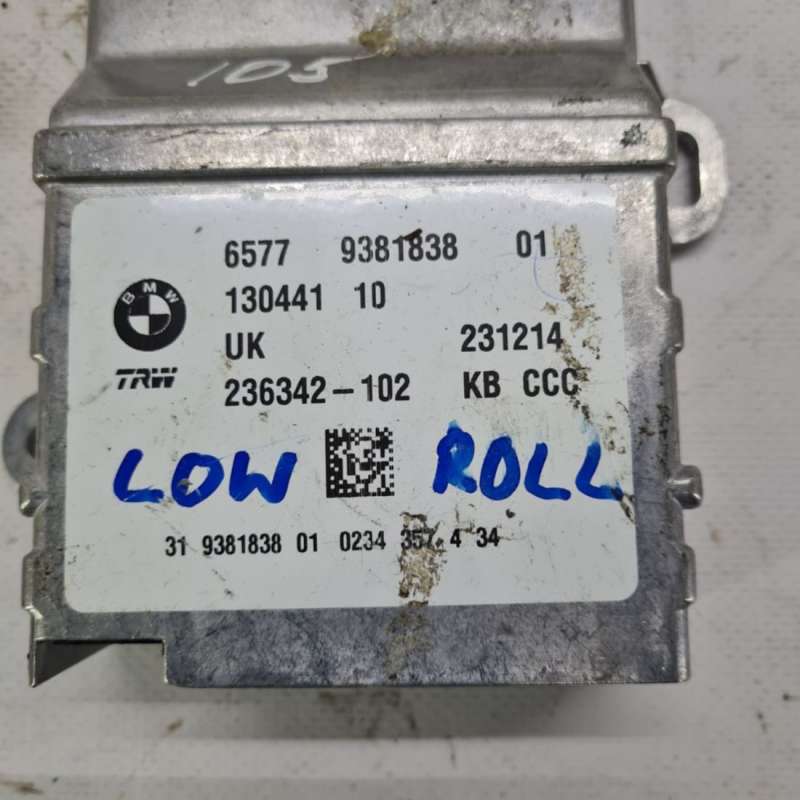 105
6577 9381838 01
BMW
130441 10
UK 231214
TRW
236342-102 KB CCC
LOW ROLL
31 9381838 01 0234 357 4 34